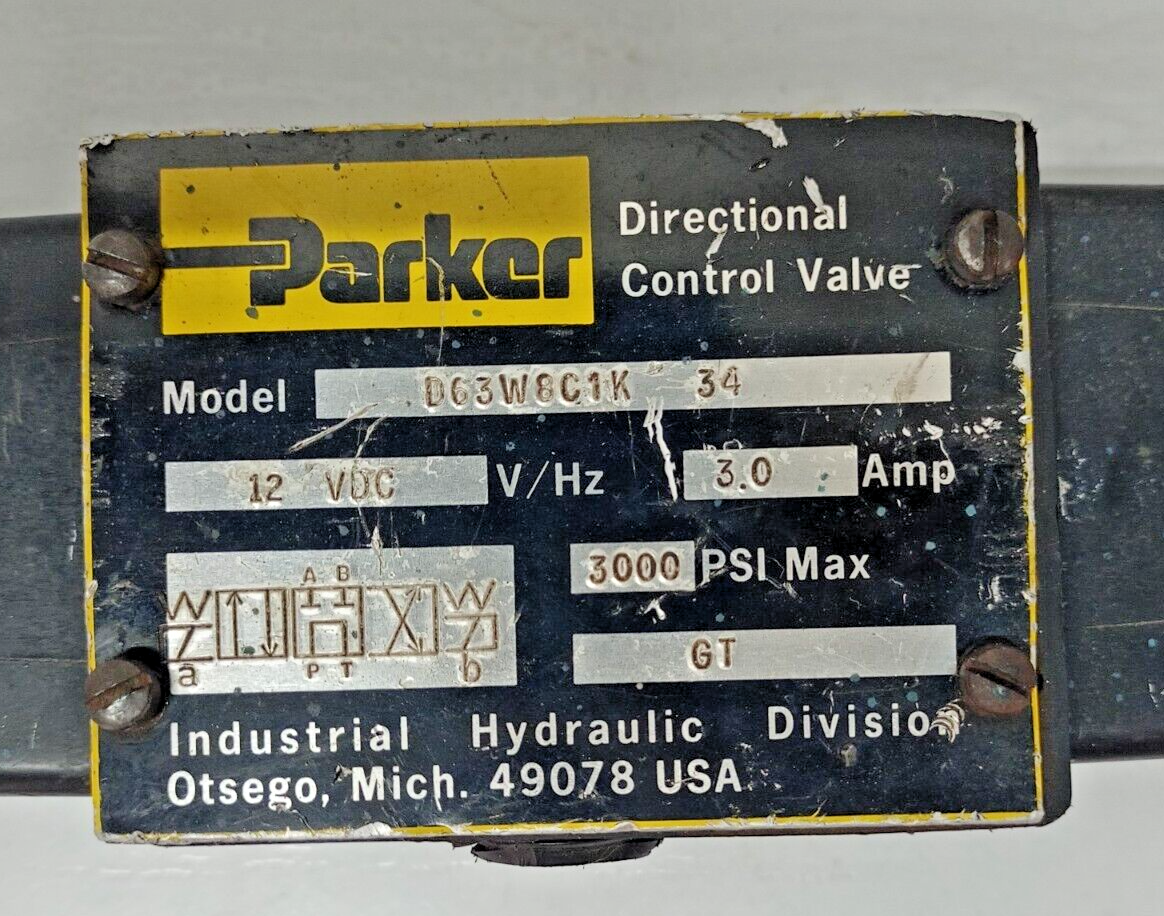 Parker
Directional
Control Valve
Model D63W8C1K 34
12 VDC V/Hz 3.0 Amp
3000 PSI Max
A B
P T
a b
GT
Industrial Hydraulic Division
Otsego, Mich. 49078 USA